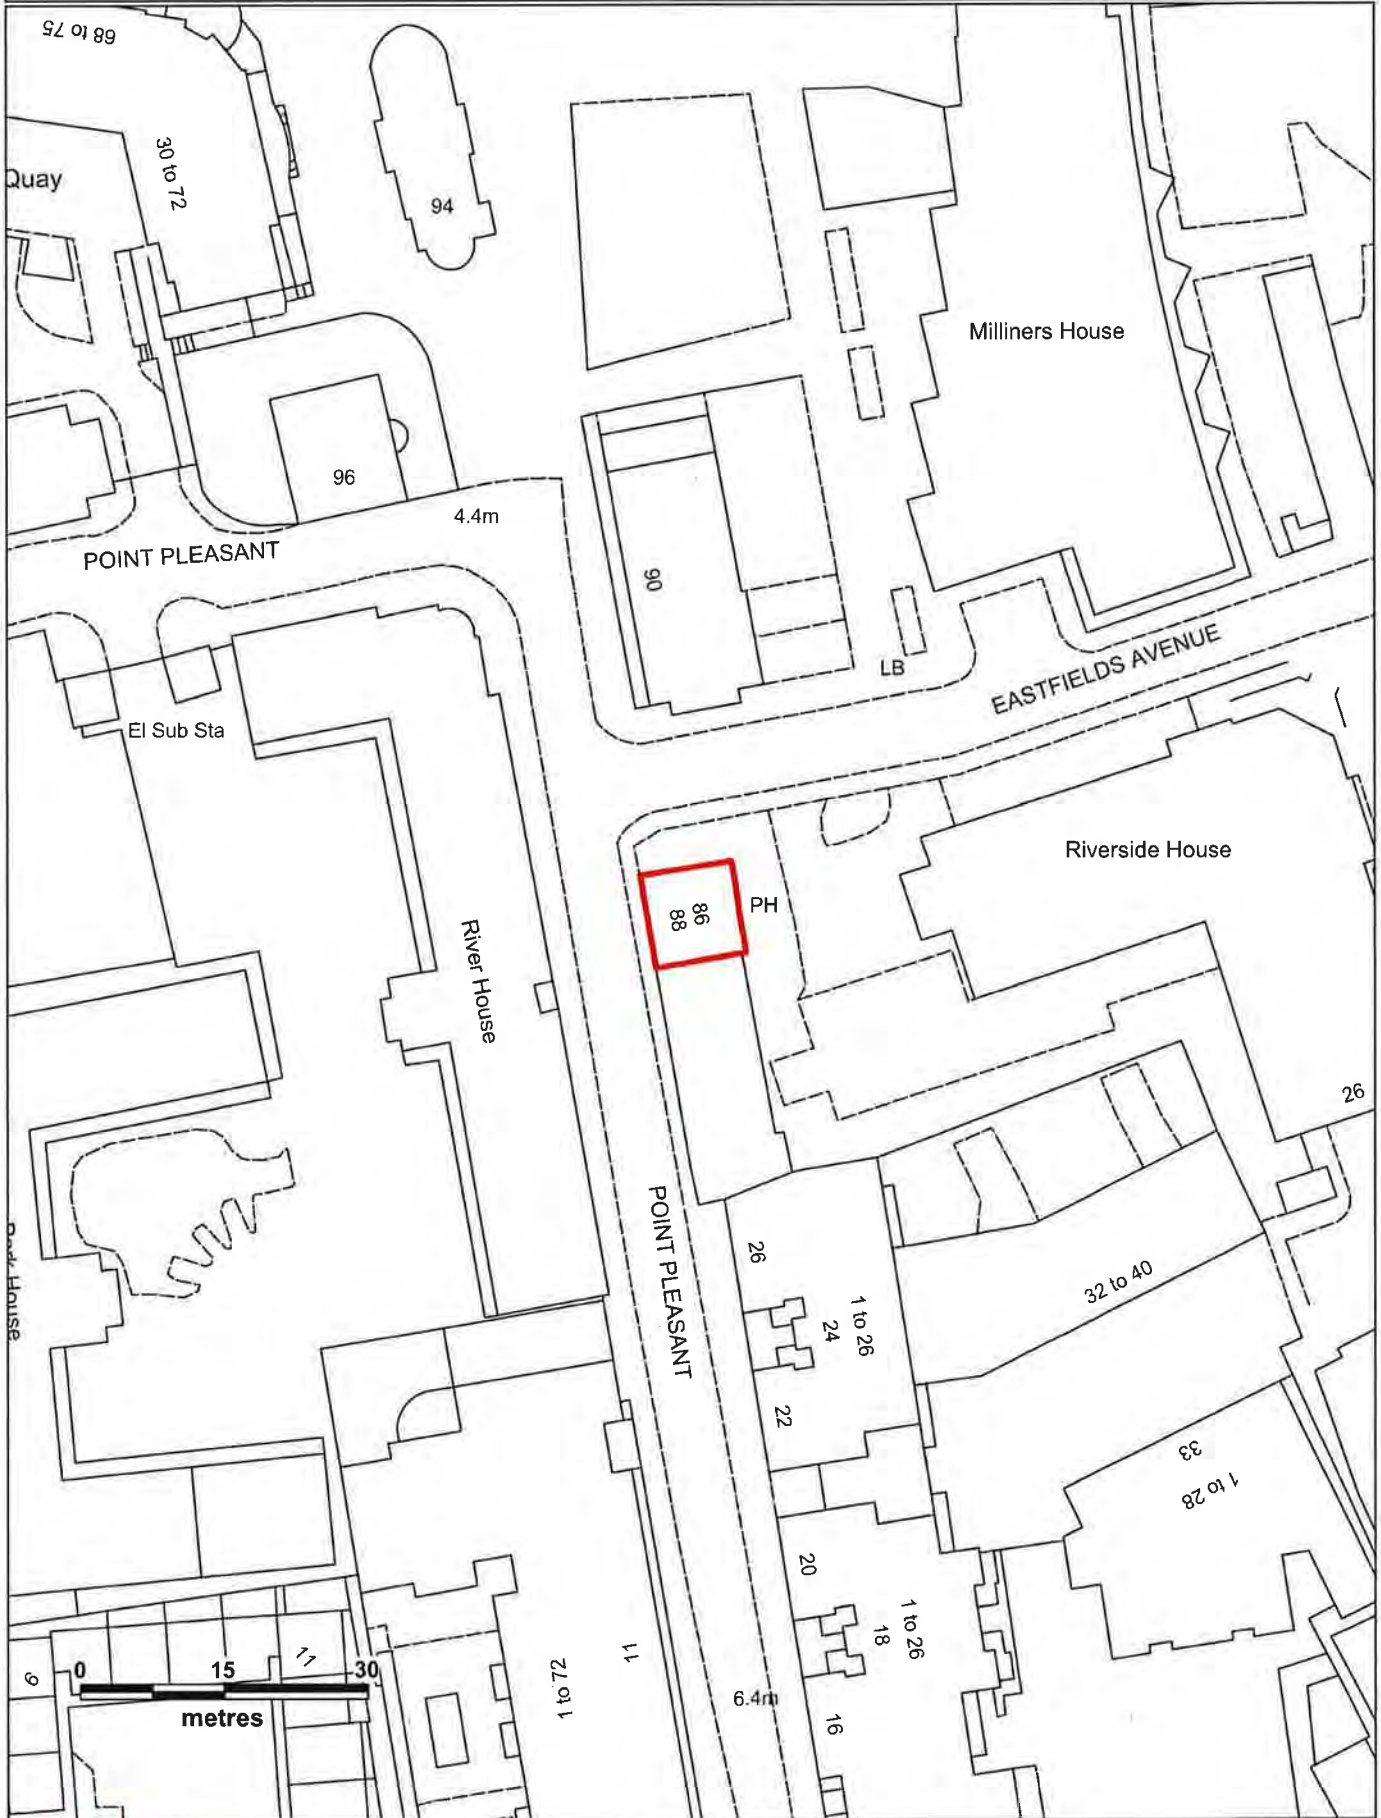 68 to 75
30 to 72
Quay
94
Milliners House
96
4.4m
POINT PLEASANT
90
LB
EASTFIELDS AVENUE
El Sub Sta
Riverside House
86
88
PH
River House
26
POINT PLEASANT
26
32 to 40
1 to 26
24
Park House
22
33
1 to 28
20
1 to 26
18
11
11
0 15 30
metres
9
1 to 72
6.4m
16